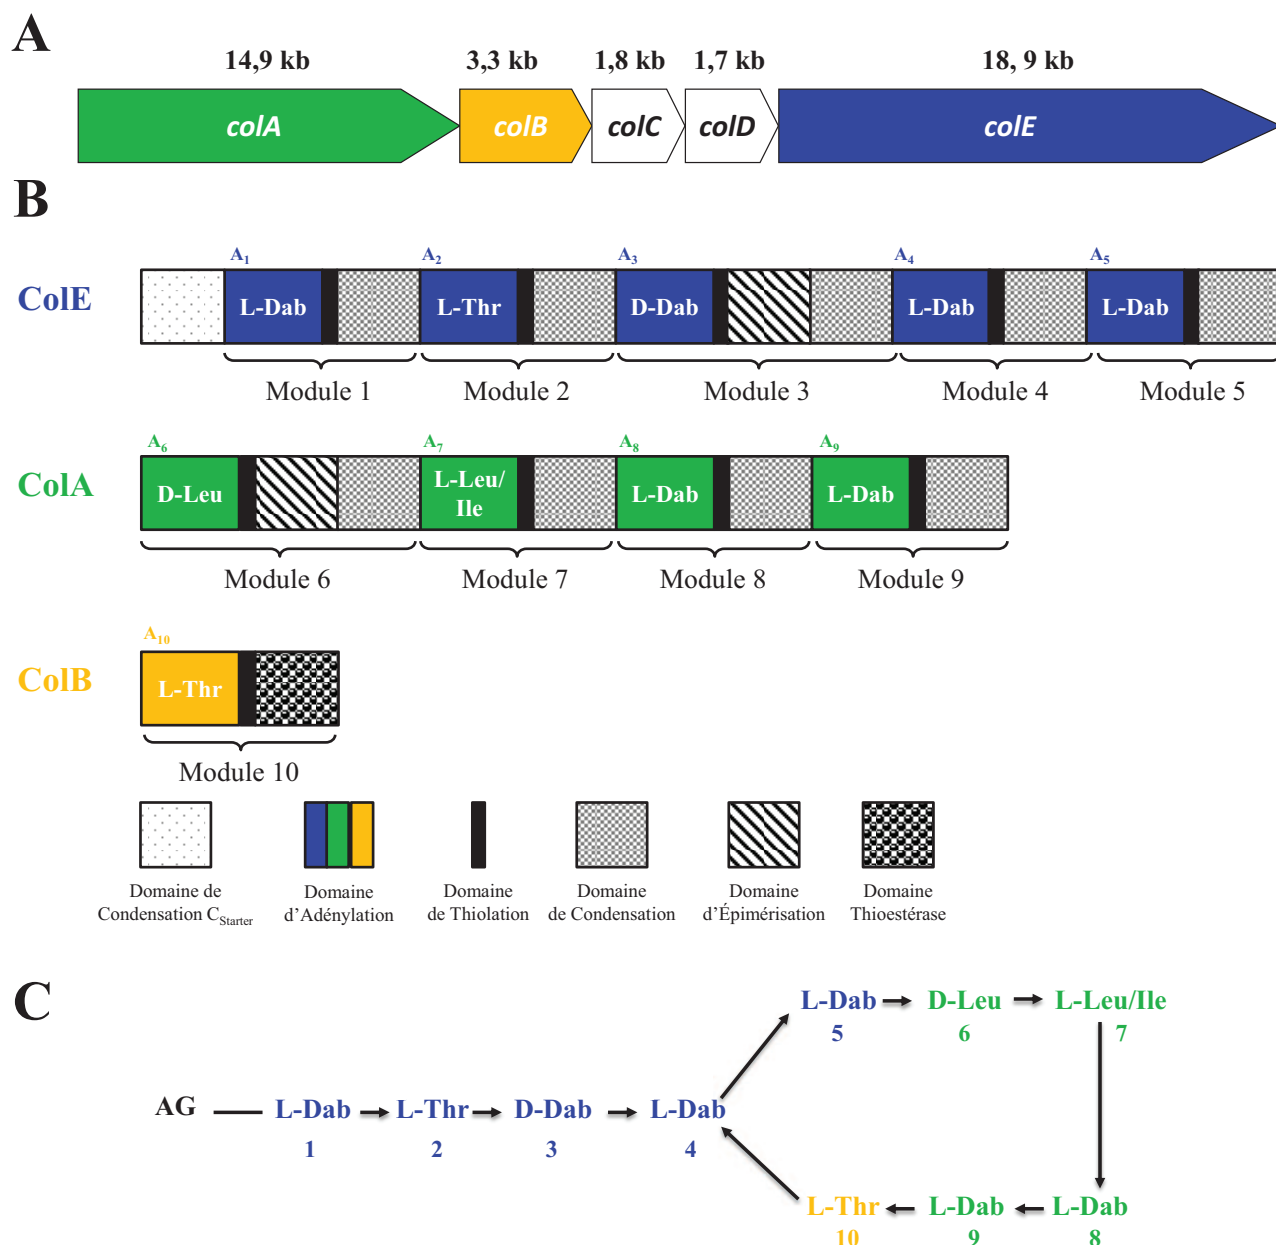 A
14,9 kb 3,3 kb 1,8 kb 1,7 kb 18, 9 kb
colA colB colC colD colE
B
A1 A2 A3 A4 A5
ColE L-Dab L-Thr D-Dab L-Dab L-Dab
Module 1 Module 2 Module 3 Module 4 Module 5
A6 A7 A8 A9
ColA D-Leu L-Leu/ L-Dab L-Dab
Ile
Module 6 Module 7 Module 8 Module 9
A10
ColB L-Thr
Module 10
Domaine de Domaine Domaine Domaine Domaine Domaine
Condensation CStarter d'Adénylation de Thiolation de Condensation d'Épimérisation Thioestérase
C
L-Dab D-Leu L-Leu/Ile
5 6 7
AG L-Dab L-Thr D-Dab L-Dab
1 2 3 4
L-Thr L-Dab L-Dab
10 9 8